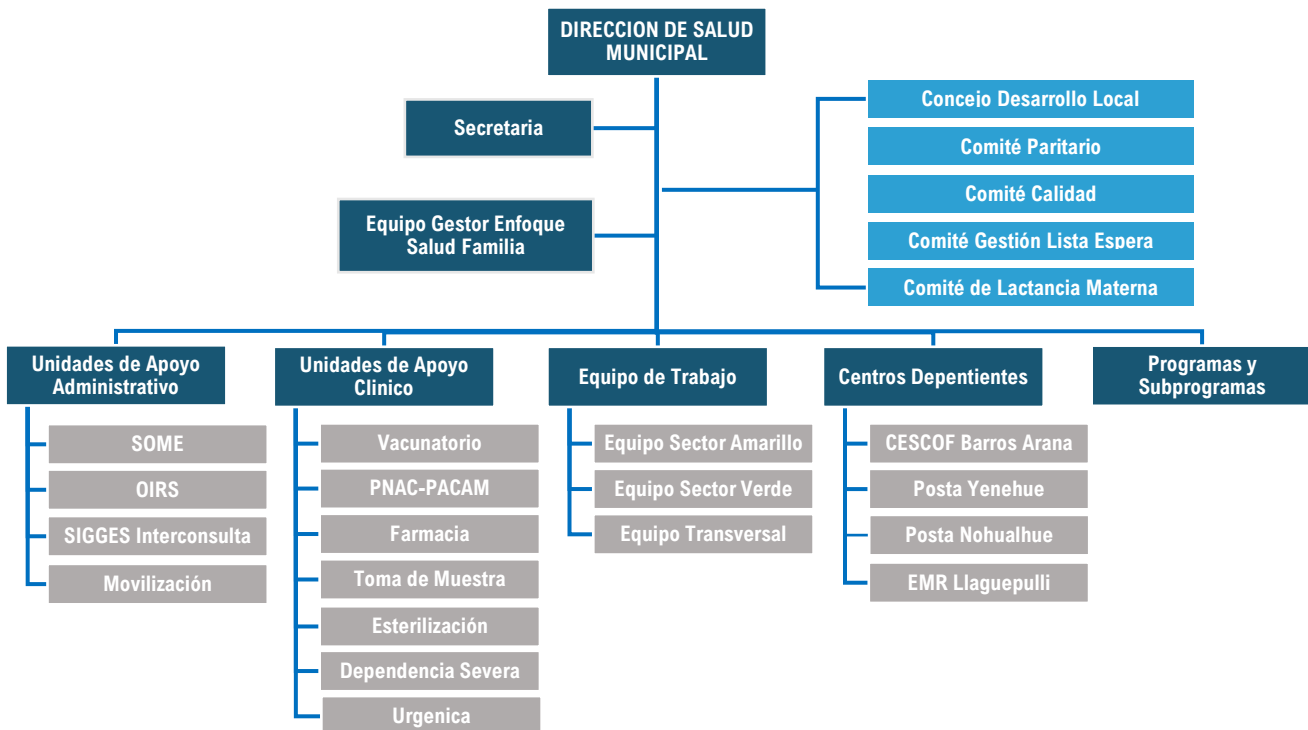 DIRECCION DE SALUD
MUNICIPAL
Secretaria
Equipo Gestor Enfoque
Salud Familia
Concejo Desarrollo Local
Comité Paritario
Comité Calidad
Comité Gestión Lista Espera
Comité de Lactancia Materna
Unidades de Apoyo
Administrativo
SOME
OIRS
SIGGES Interconsulta
Movilización
Unidades de Apoyo
Clinico
Vacunatorio
PNAC-PACAM
Farmacia
Toma de Muestra
Esterilización
Dependencia Severa
Urgenica
Equipo de Trabajo
Equipo Sector Amarillo
Equipo Sector Verde
Equipo Transversal
Centros Depentientes
CESCOF Barros Arana
Posta Yenehue
Posta Nohualhue
EMR Llaguepulli
Programas y
Subprogramas